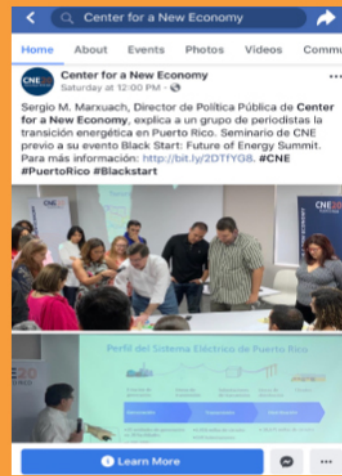 Center for a New Economy
Home About Events Photos Videos Commu
CNE20
Center for a New Economy
Saturday at 12:00 PM ·
Sergio M. Marxuach, Director de Política Pública de Center
for a New Economy, explica a un grupo de periodistas la
transición energética en Puerto Rico. Seminario de CNE
previo a su evento Black Start: Future of Energy Summit.
Para más información: http://bit.ly/2DTfYG8. #CNE
#PuertoRico #Blackstart
CNE20
Perfil del Sistema Eléctrico de Puerto Rico
Learn More